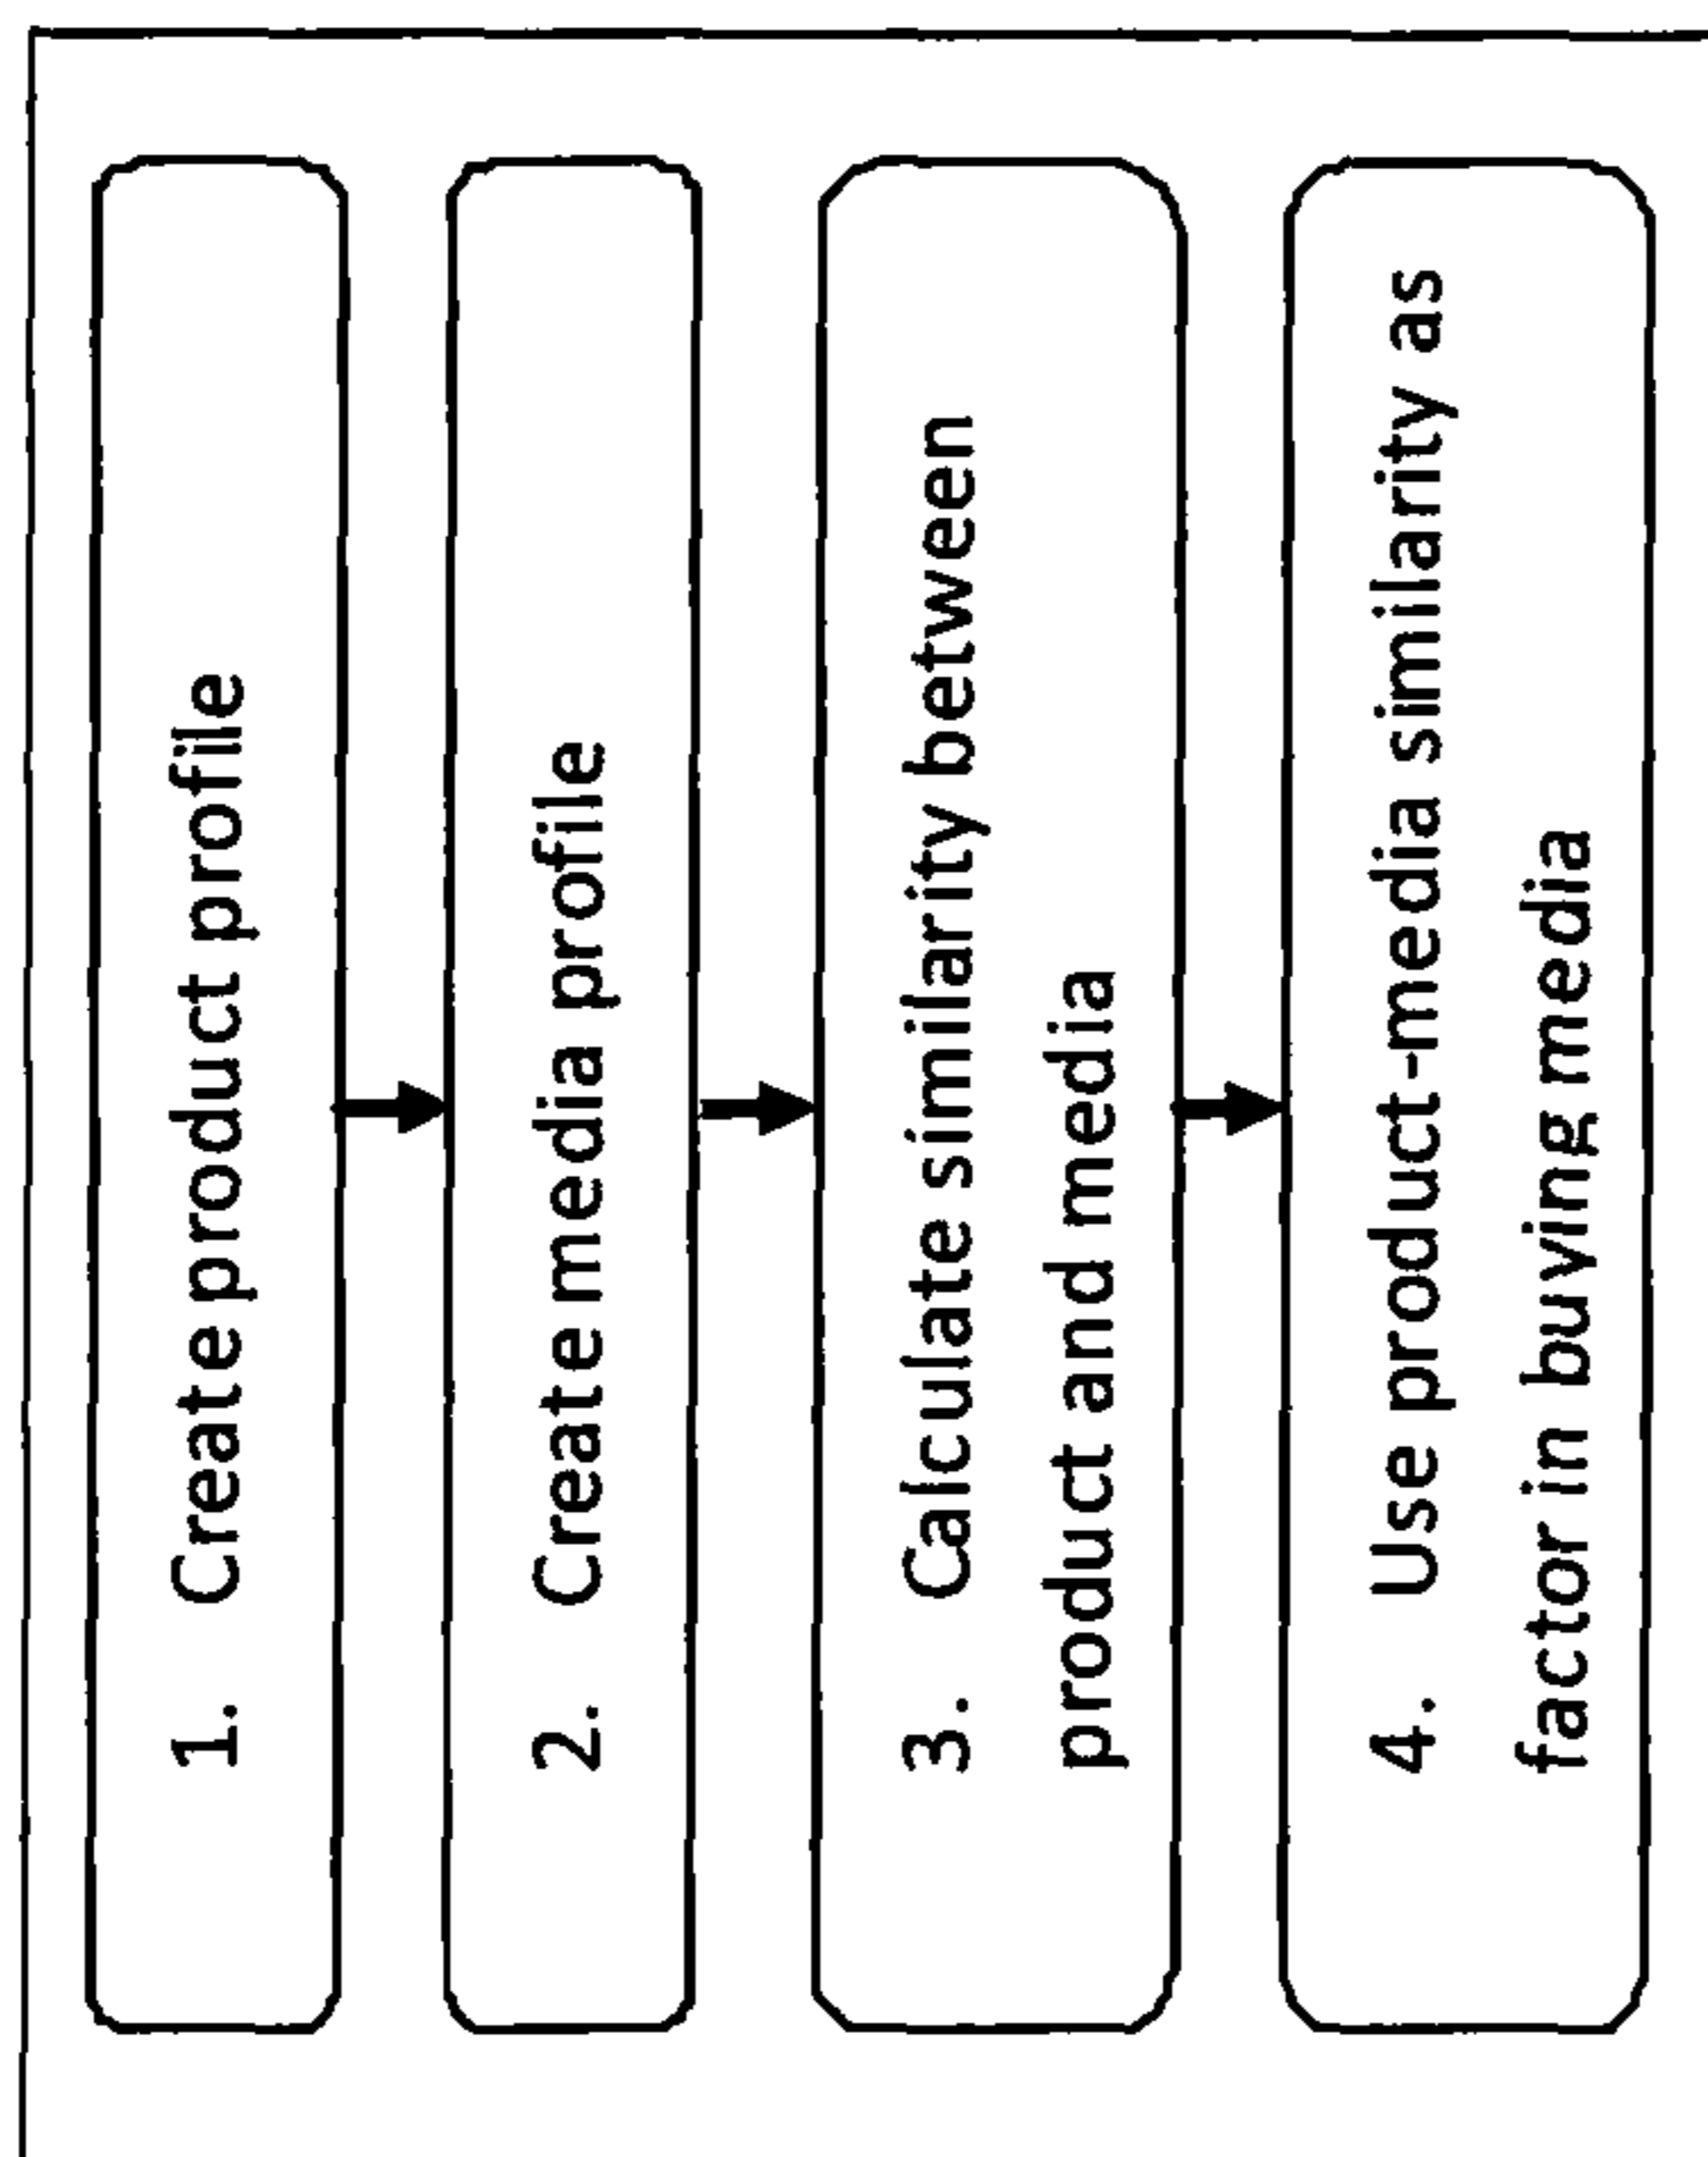 1. Create product profile
2. Create media profile
3. Calculate similarity between
product and media
4. Use product-media similarity as
factor in buying media